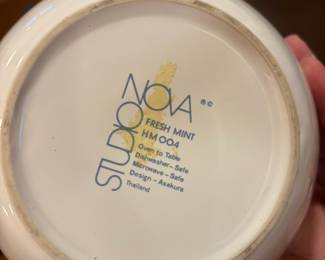 STUDIO
NOVA ®©
FRESH MINT
HM 004
Oven to Table
Dishwasher-Safe
Microwave-Safe
Design-Asakura
Thailand